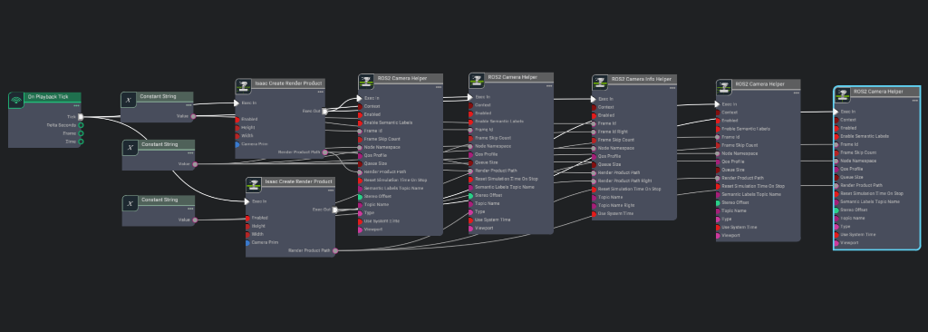 On Playback Tick
Tick
Delta Seconds
Frame
Time
Constant String
Value
Constant String
Value
Constant String
Value
Isaac Create Render Product
Exec In
Exec Out
Enabled
Height
Width
Camera Prim
Render Product Path
Isaac Create Render Product
Exec In
Exec Out
Enabled
Height
Width
Camera Prim
Render Product Path
ROS2 Camera Helper
Exec In
Context
Enabled
Enable Semantic Labels
Frame Id
Frame Skip Count
Node Namespace
Qos Profile
Queue Size
Render Product Path
Reset Simulation Time On Stop
Semantic Labels Topic Name
Stereo Offset
Topic Name
Type
Use System Time
Viewport
ROS2 Camera Helper
Exec In
Context
Enabled
Enable Semantic Labels
Frame Id
Frame Skip Count
Node Namespace
Qos Profile
Queue Size
Render Product Path
Reset Simulation Time On Stop
Semantic Labels Topic Name
Stereo Offset
Topic Name
Type
Use System Time
Viewport
ROS2 Camera Info Helper
Exec In
Context
Enabled
Frame Id
Frame Id Right
Frame Skip Count
Node Namespace
Qos Profile
Queue Size
Render Product Path
Render Product Path Right
Reset Simulation Time On Stop
Topic Name
Topic Name Right
Use System Time
ROS2 Camera Helper
Exec In
Context
Enabled
Enable Semantic Labels
Frame Id
Frame Skip Count
Node Namespace
Qos Profile
Queue Size
Render Product Path
Reset Simulation Time On Stop
Semantic Labels Topic Name
Stereo Offset
Topic Name
Type
Use System Time
Viewport
ROS2 Camera Helper
Exec In
Context
Enabled
Enable Semantic Labels
Frame Id
Frame Skip Count
Node Namespace
Qos Profile
Queue Size
Render Product Path
Reset Simulation Time On Stop
Semantic Labels Topic Name
Stereo Offset
Topic Name
Type
Use System Time
Viewport